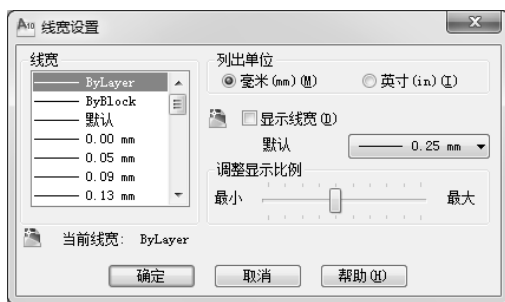 A10 线宽设置
线宽
ByLayer
ByBlock
默认
0.00 mm
0.05 mm
0.09 mm
0.13 mm
列出单位
毫米(mm)(M)
英寸(in)(I)
显示线宽(D)
默认
0.25 mm
调整显示比例
最小
最大
当前线宽: ByLayer
确定
取消
帮助(H)